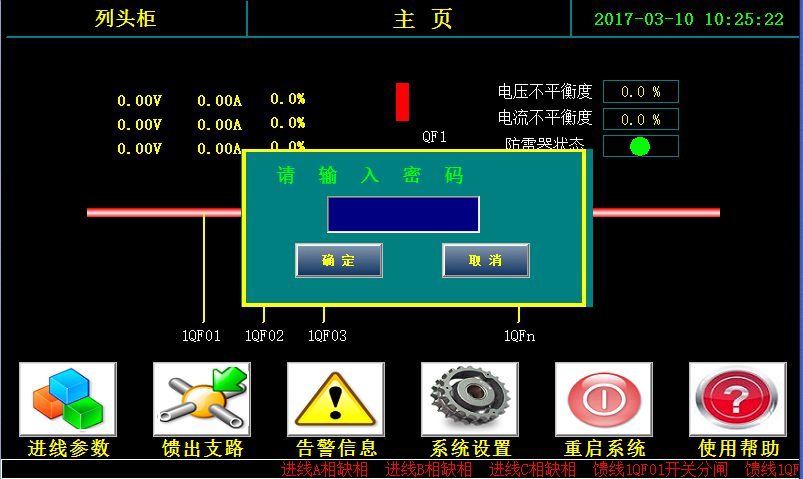 列头柜 主 页 2017-03-10 10:25:22
0.00V 0.00A 0.0% 电压不平衡度 0.0 %
0.00V 0.00A 0.0% 电流不平衡度 0.0 %
0.00V 0.00A 0.0% QF1 防雷器状态
请 输 入 密 码
确 定 取 消
1QF01 1QF02 1QF03 1QFn
进线参数 馈出支路 告警信息 系统设置 重启系统 使用帮助
进线A相缺相 进线B相缺相 进线C相缺相 馈线1QF01开关分闸 馈线1QF